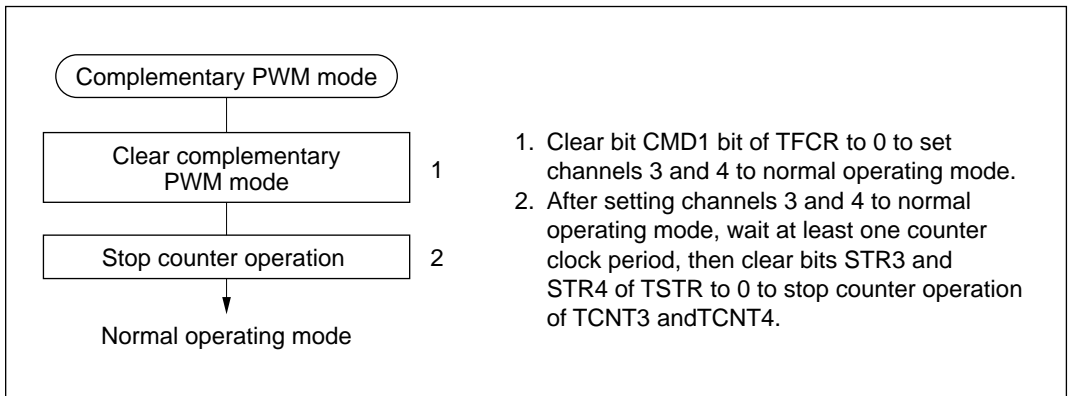 Complementary PWM mode
Clear complementary
PWM mode
1
Stop counter operation
2
Normal operating mode
1. Clear bit CMD1 bit of TFCR to 0 to set
channels 3 and 4 to normal operating mode.
2. After setting channels 3 and 4 to normal
operating mode, wait at least one counter
clock period, then clear bits STR3 and
STR4 of TSTR to 0 to stop counter operation
of TCNT3 andTCNT4.